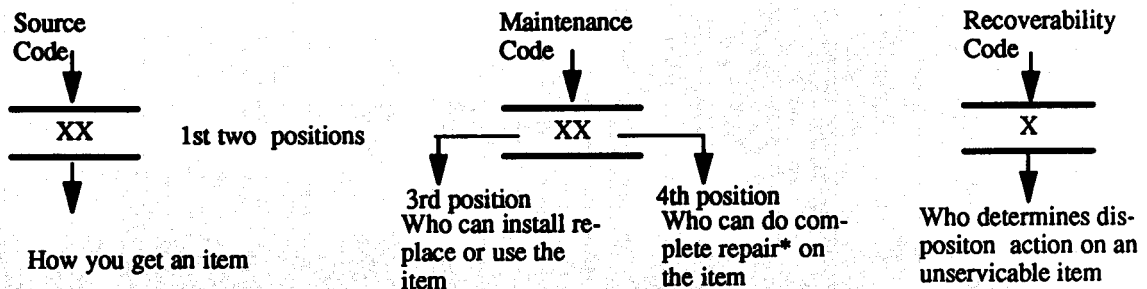 Source
Code
XX
1st two positions
How you get an item
Maintenance
Code
XX
3rd position
Who can install re-
place or use the
item
4th position
Who can do com-
plete repair* on
the item
Recoverability
Code
X
Who determines dis-
positon action on an
unservicable item